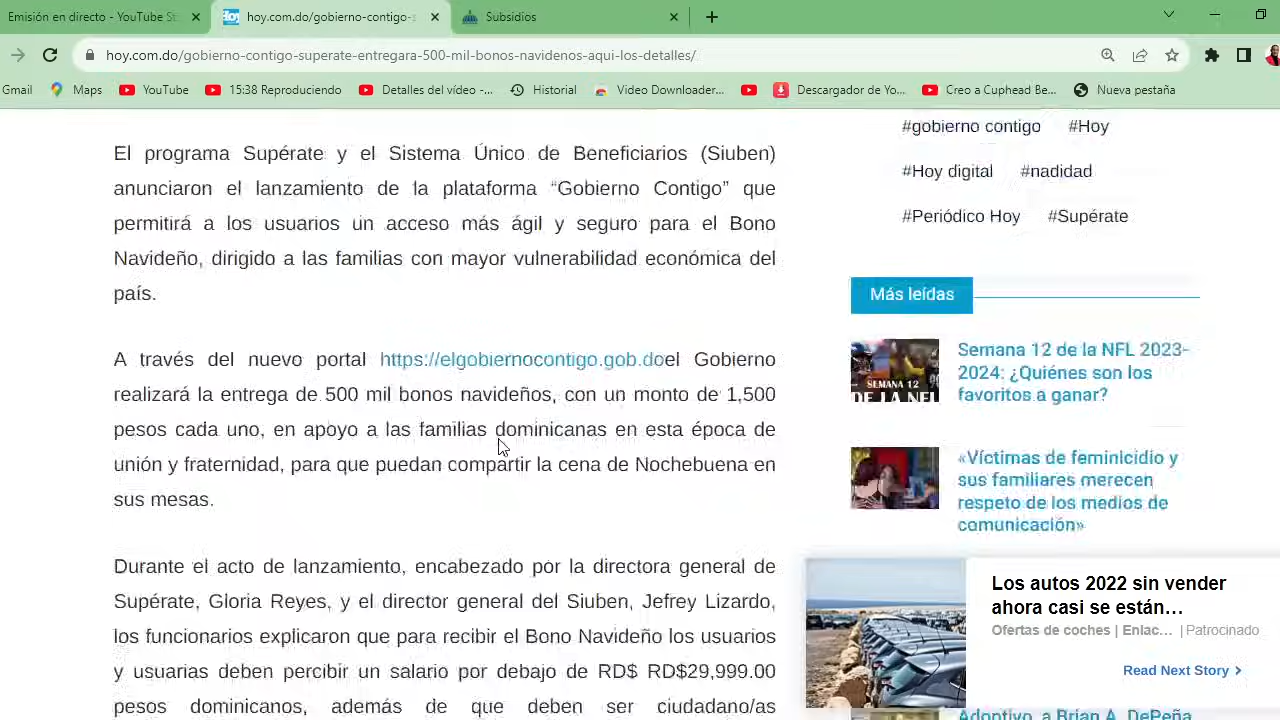 Emisión en directo - YouTube St
hoy.com.do/gobierno-contigo-s
Subsidios
hoy.com.do/gobierno-contigo-superate-entregara-500-mil-bonos-navidenos-aqui-los-detalles/
Gmail
Maps
YouTube
15:38 Reproduciendo
Detalles del vídeo -...
Historial
Video Downloader...
Descargador de Yo...
Creo a Cuphead Be...
Nueva pestaña
El programa Supérate y el Sistema Único de Beneficiarios (Siuben)
anunciaron el lanzamiento de la plataforma “Gobierno Contigo” que
permitirá a los usuarios un acceso más ágil y seguro para el Bono
Navideño, dirigido a las familias con mayor vulnerabilidad económica del
país.
A través del nuevo portal https://elgobiernocontigo.gob.doel Gobierno
realizará la entrega de 500 mil bonos navideños, con un monto de 1,500
pesos cada uno, en apoyo a las familias dominicanas en esta época de
unión y fraternidad, para que puedan compartir la cena de Nochebuena en
sus mesas.
Durante el acto de lanzamiento, encabezado por la directora general de
Supérate, Gloria Reyes, y el director general del Siuben, Jefrey Lizardo,
los funcionarios explicaron que para recibir el Bono Navideño los usuarios
y usuarias deben percibir un salario por debajo de RD$ RD$29,999.00
pesos dominicanos, además de que deben ser ciudadano/as
#gobierno contigo #Hoy
#Hoy digital #nadidad
#Periódico Hoy #Supérate
Más leídas
SEMANA 12
DE LA NFL
Semana 12 de la NFL 2023-
2024: ¿Quiénes son los
favoritos a ganar?
«Víctimas de feminicidio y
sus familiares merecen
respeto de los medios de
comunicación»
Los autos 2022 sin vender
ahora casi se están…
Ofertas de coches | Enlac… | Patrocinado
Read Next Story
Adoptivo, a Brian A. DePeña